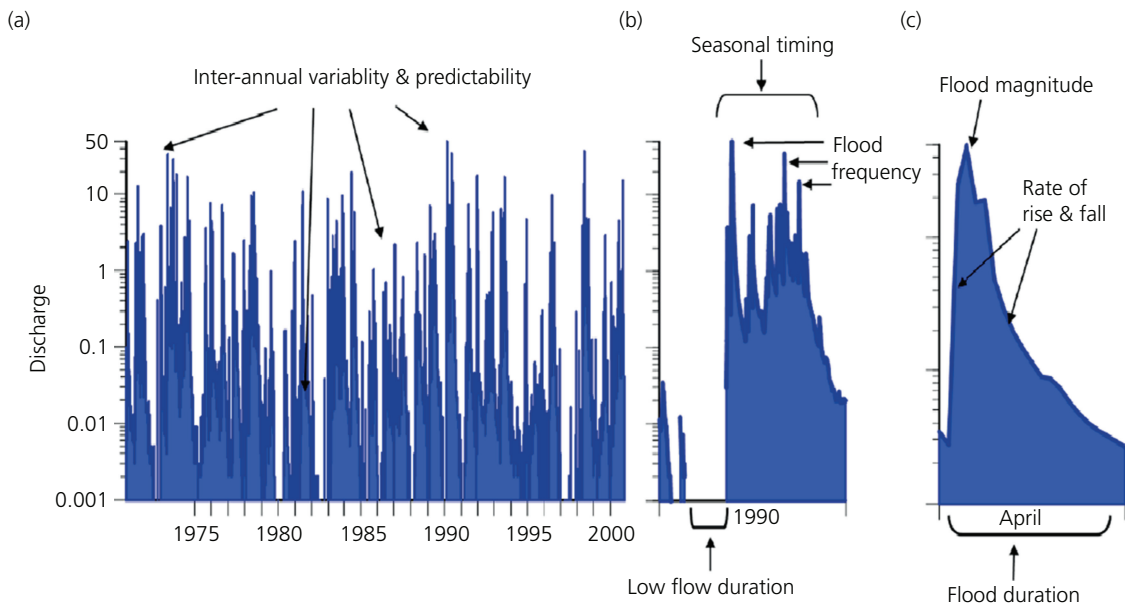 (a)
Inter-annual variablity & predictability
Discharge
50
10
1
0.1
0.01
0.001
1975
1980
1985
1990
1995
2000
(b)
Seasonal timing
Flood
frequency
1990
Low flow duration
(c)
Flood magnitude
Rate of
rise & fall
April
Flood duration